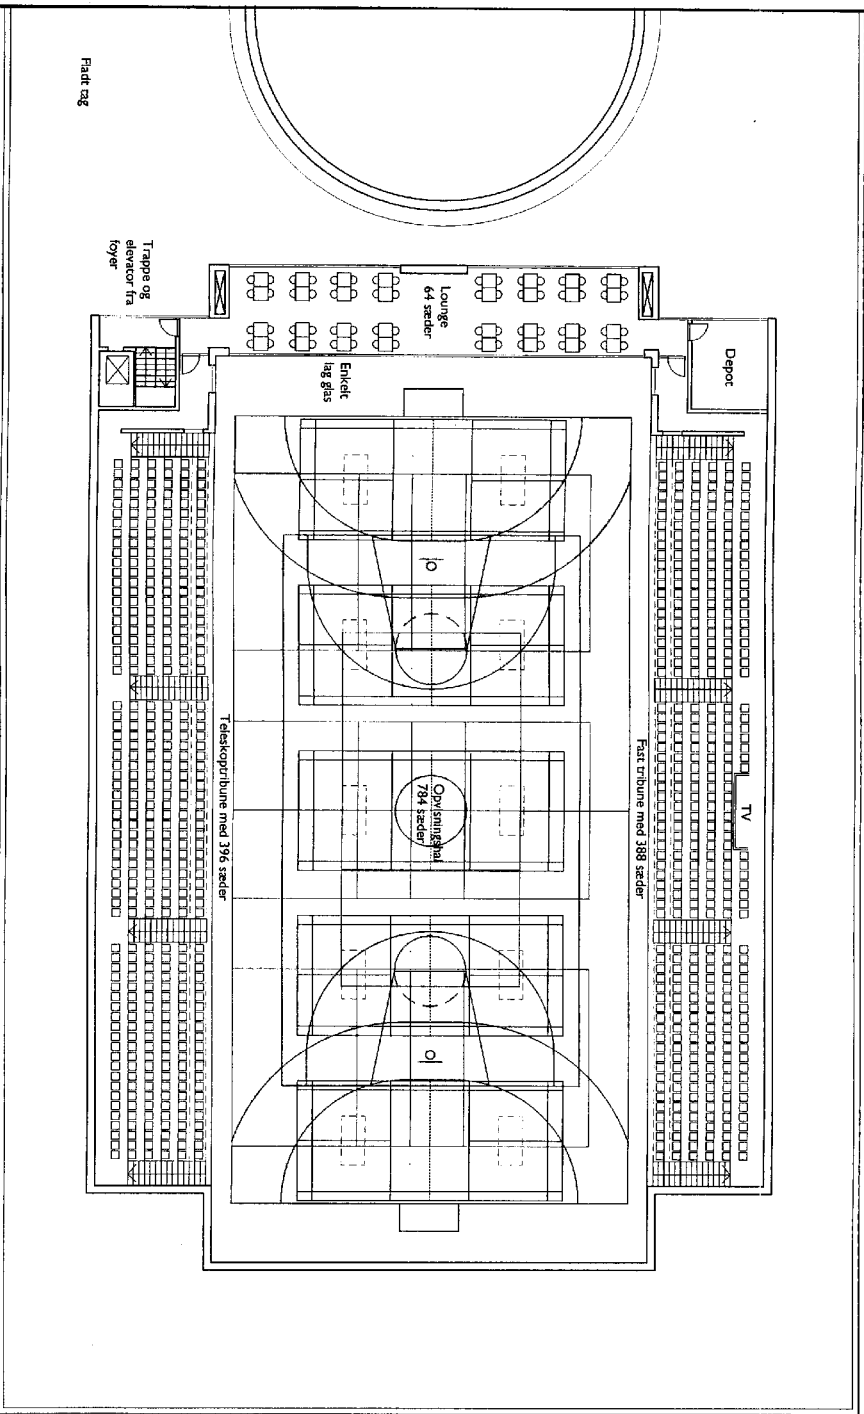 Fladt tag
Trappe og
elevator fra
foyer
Lounge
64 sæder
Enkelt
lag glas
Depot
Teleskoptribune med 396 sæder
Opvisningshal
784 sæder
Fast tribune med 388 sæder
TV